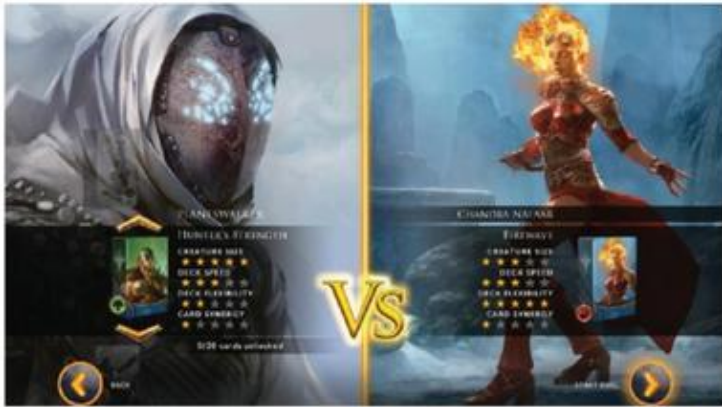 PLANESWALKER
HUNTER'S STRENGTH
CREATURE SIZE
DECK SPEED
DECK FLEXIBILITY
CARD SYNERGY
0/20 cards unlocked
BACK
VS
CHANDRA NALAAR
FIREWAVE
CREATURE SIZE
DECK SPEED
DECK FLEXIBILITY
CARD SYNERGY
START DUEL